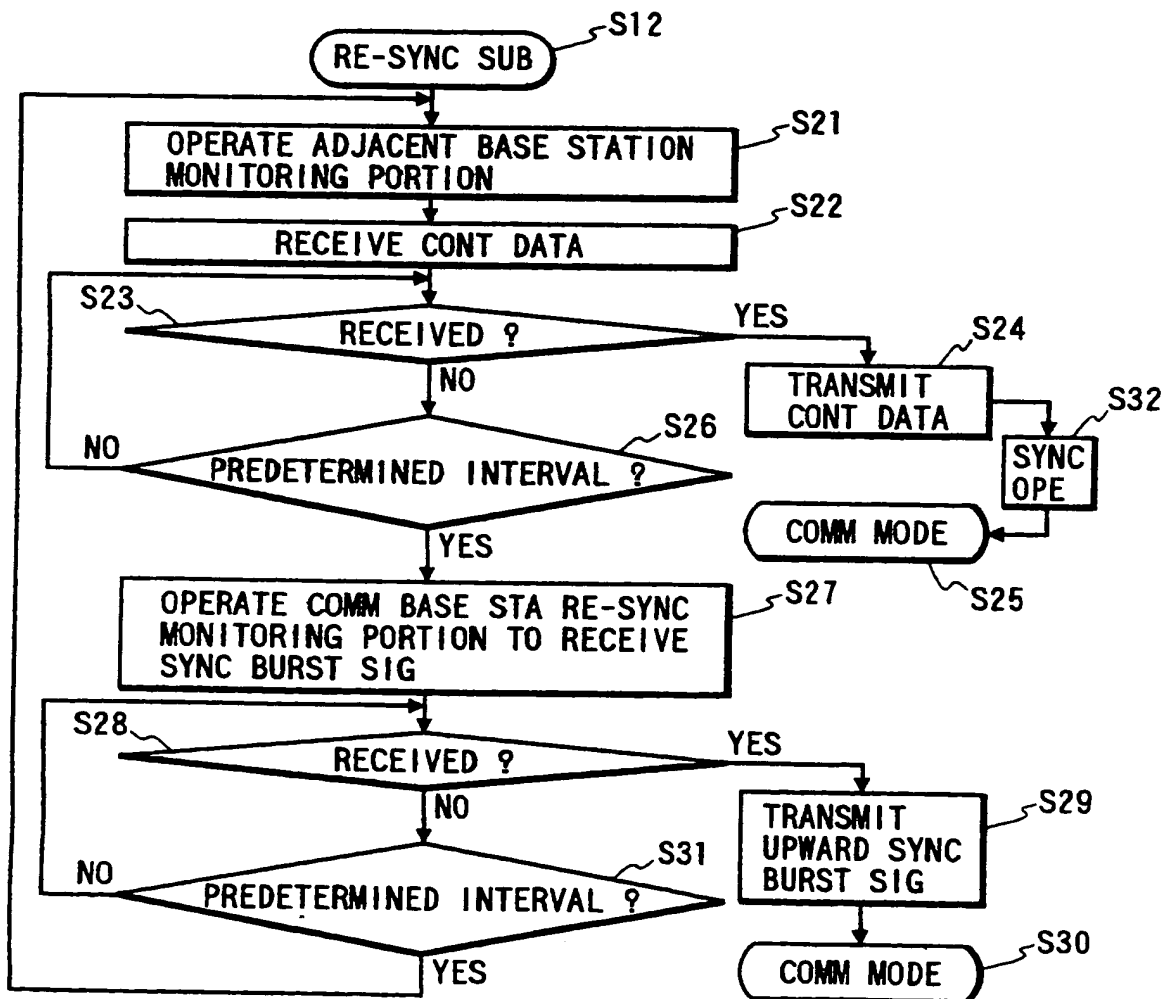 S12
RE-SYNC SUB
S21
OPERATE ADJACENT BASE STATION
MONITORING PORTION
S22
RECEIVE CONT DATA
S23
RECEIVED ?
YES
NO
S24
TRANSMIT
CONT DATA
S32
SYNC
OPE
S26
NO
PREDETERMINED INTERVAL ?
YES
COMM MODE
S25
S27
OPERATE COMM BASE STA RE-SYNC
MONITORING PORTION TO RECEIVE
SYNC BURST SIG
S28
RECEIVED ?
YES
NO
S29
TRANSMIT
UPWARD SYNC
BURST SIG
S31
NO
PREDETERMINED INTERVAL ?
YES
S30
COMM MODE